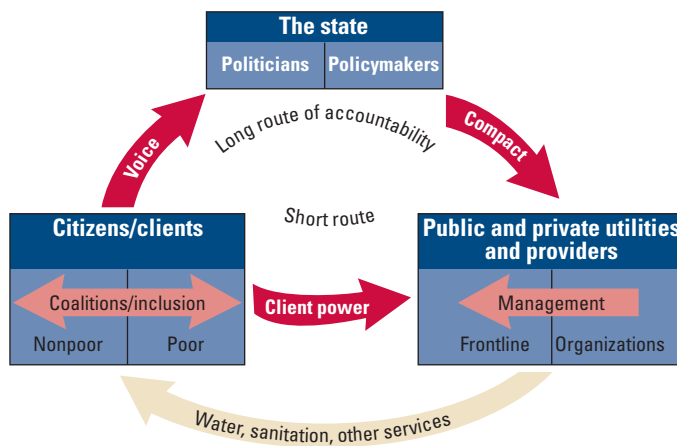 The state
Politicians
Policymakers
Long route of accountability
Voice
Compact
Short route
Citizens/clients
Public and private utilities
and providers
Coalitions/inclusion
Client power
Management
Nonpoor
Poor
Frontline
Organizations
Water, sanitation, other services